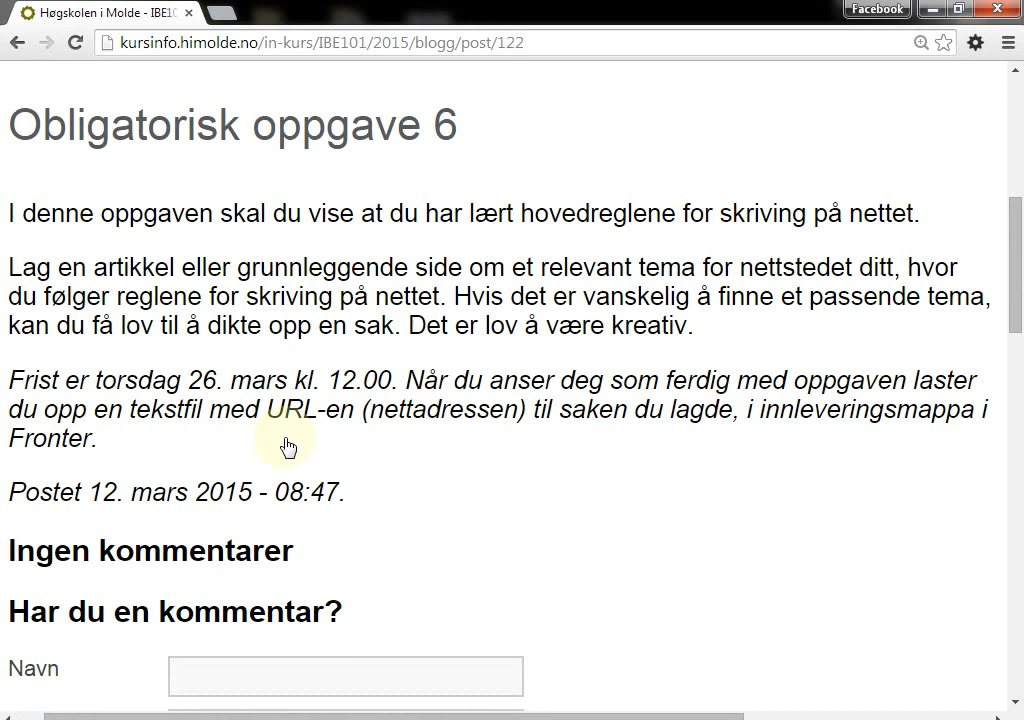 Høgskolen i Molde - IBE10
Facebook
kursinfo.himolde.no/in-kurs/IBE101/2015/blogg/post/122
Obligatorisk oppgave 6
I denne oppgaven skal du vise at du har lært hovedreglene for skriving på nettet.
Lag en artikkel eller grunnleggende side om et relevant tema for nettstedet ditt, hvor
du følger reglene for skriving på nettet. Hvis det er vanskelig å finne et passende tema,
kan du få lov til å dikte opp en sak. Det er lov å være kreativ.
Frist er torsdag 26. mars kl. 12.00. Når du anser deg som ferdig med oppgaven laster
du opp en tekstfil med URL-en (nettadressen) til saken du lagde, i innleveringsmappa i
Fronter.
Postet 12. mars 2015 - 08:47.
Ingen kommentarer
Har du en kommentar?
Navn